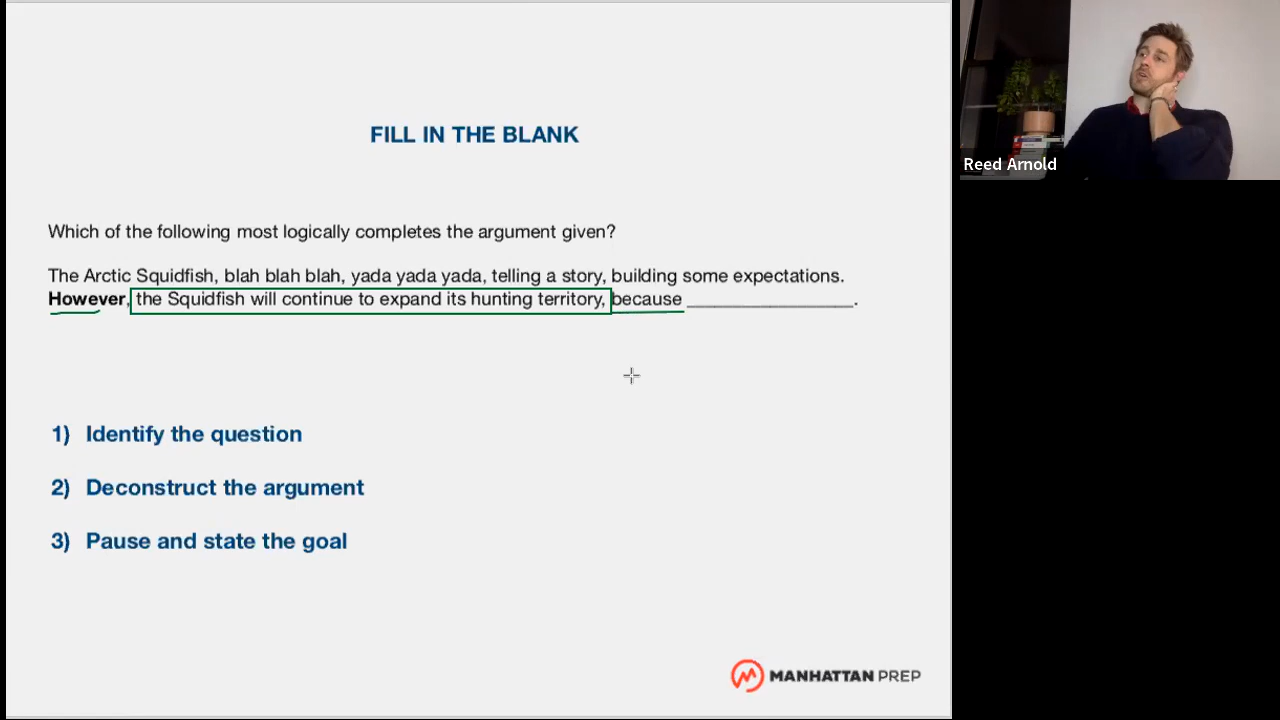 FILL IN THE BLANK
Reed Arnold
Which of the following most logically completes the argument given?
The Arctic Squidfish, blah blah blah, yada yada yada, telling a story, building some expectations.
However, the Squidfish will continue to expand its hunting territory, because _________________.
1) Identify the question
2) Deconstruct the argument
3) Pause and state the goal
MANHATTAN PREP